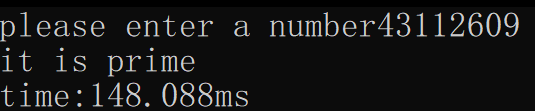 please enter a number43112609
it is prime
time:148.088ms